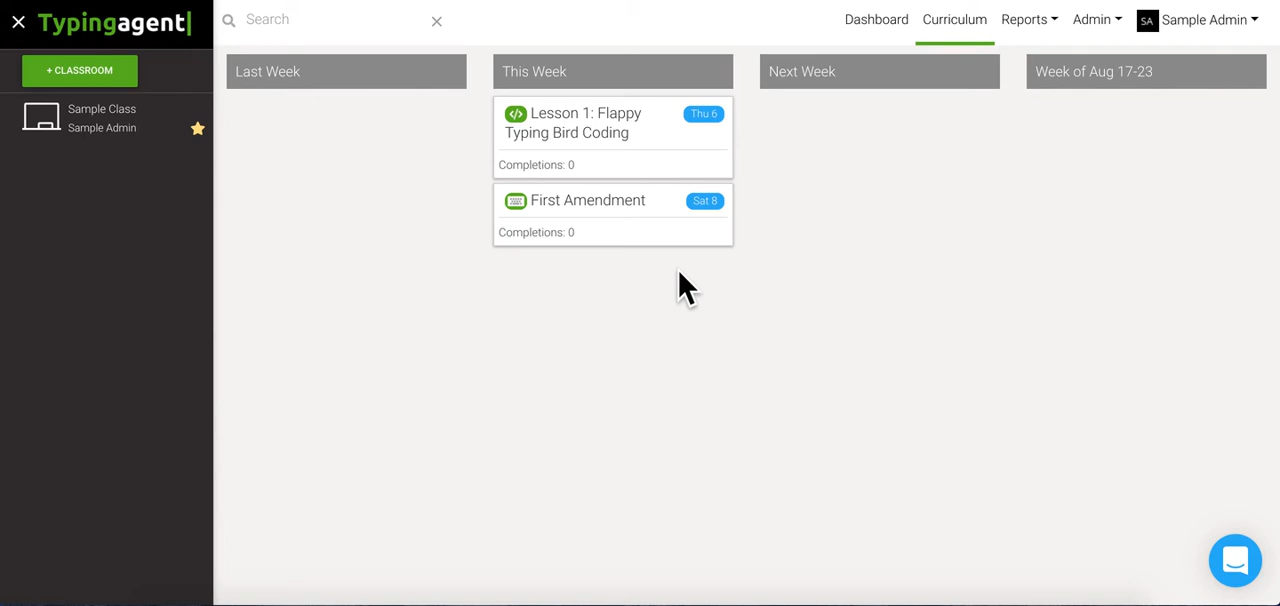 Typingagent
Search
Dashboard
Curriculum
Reports
Admin
SA
Sample Admin
+ CLASSROOM
Sample Class
Sample Admin
Last Week
This Week
Next Week
Week of Aug 17-23
Lesson 1: Flappy
Typing Bird Coding
Thu 6
Completions: 0
First Amendment
Sat 8
Completions: 0